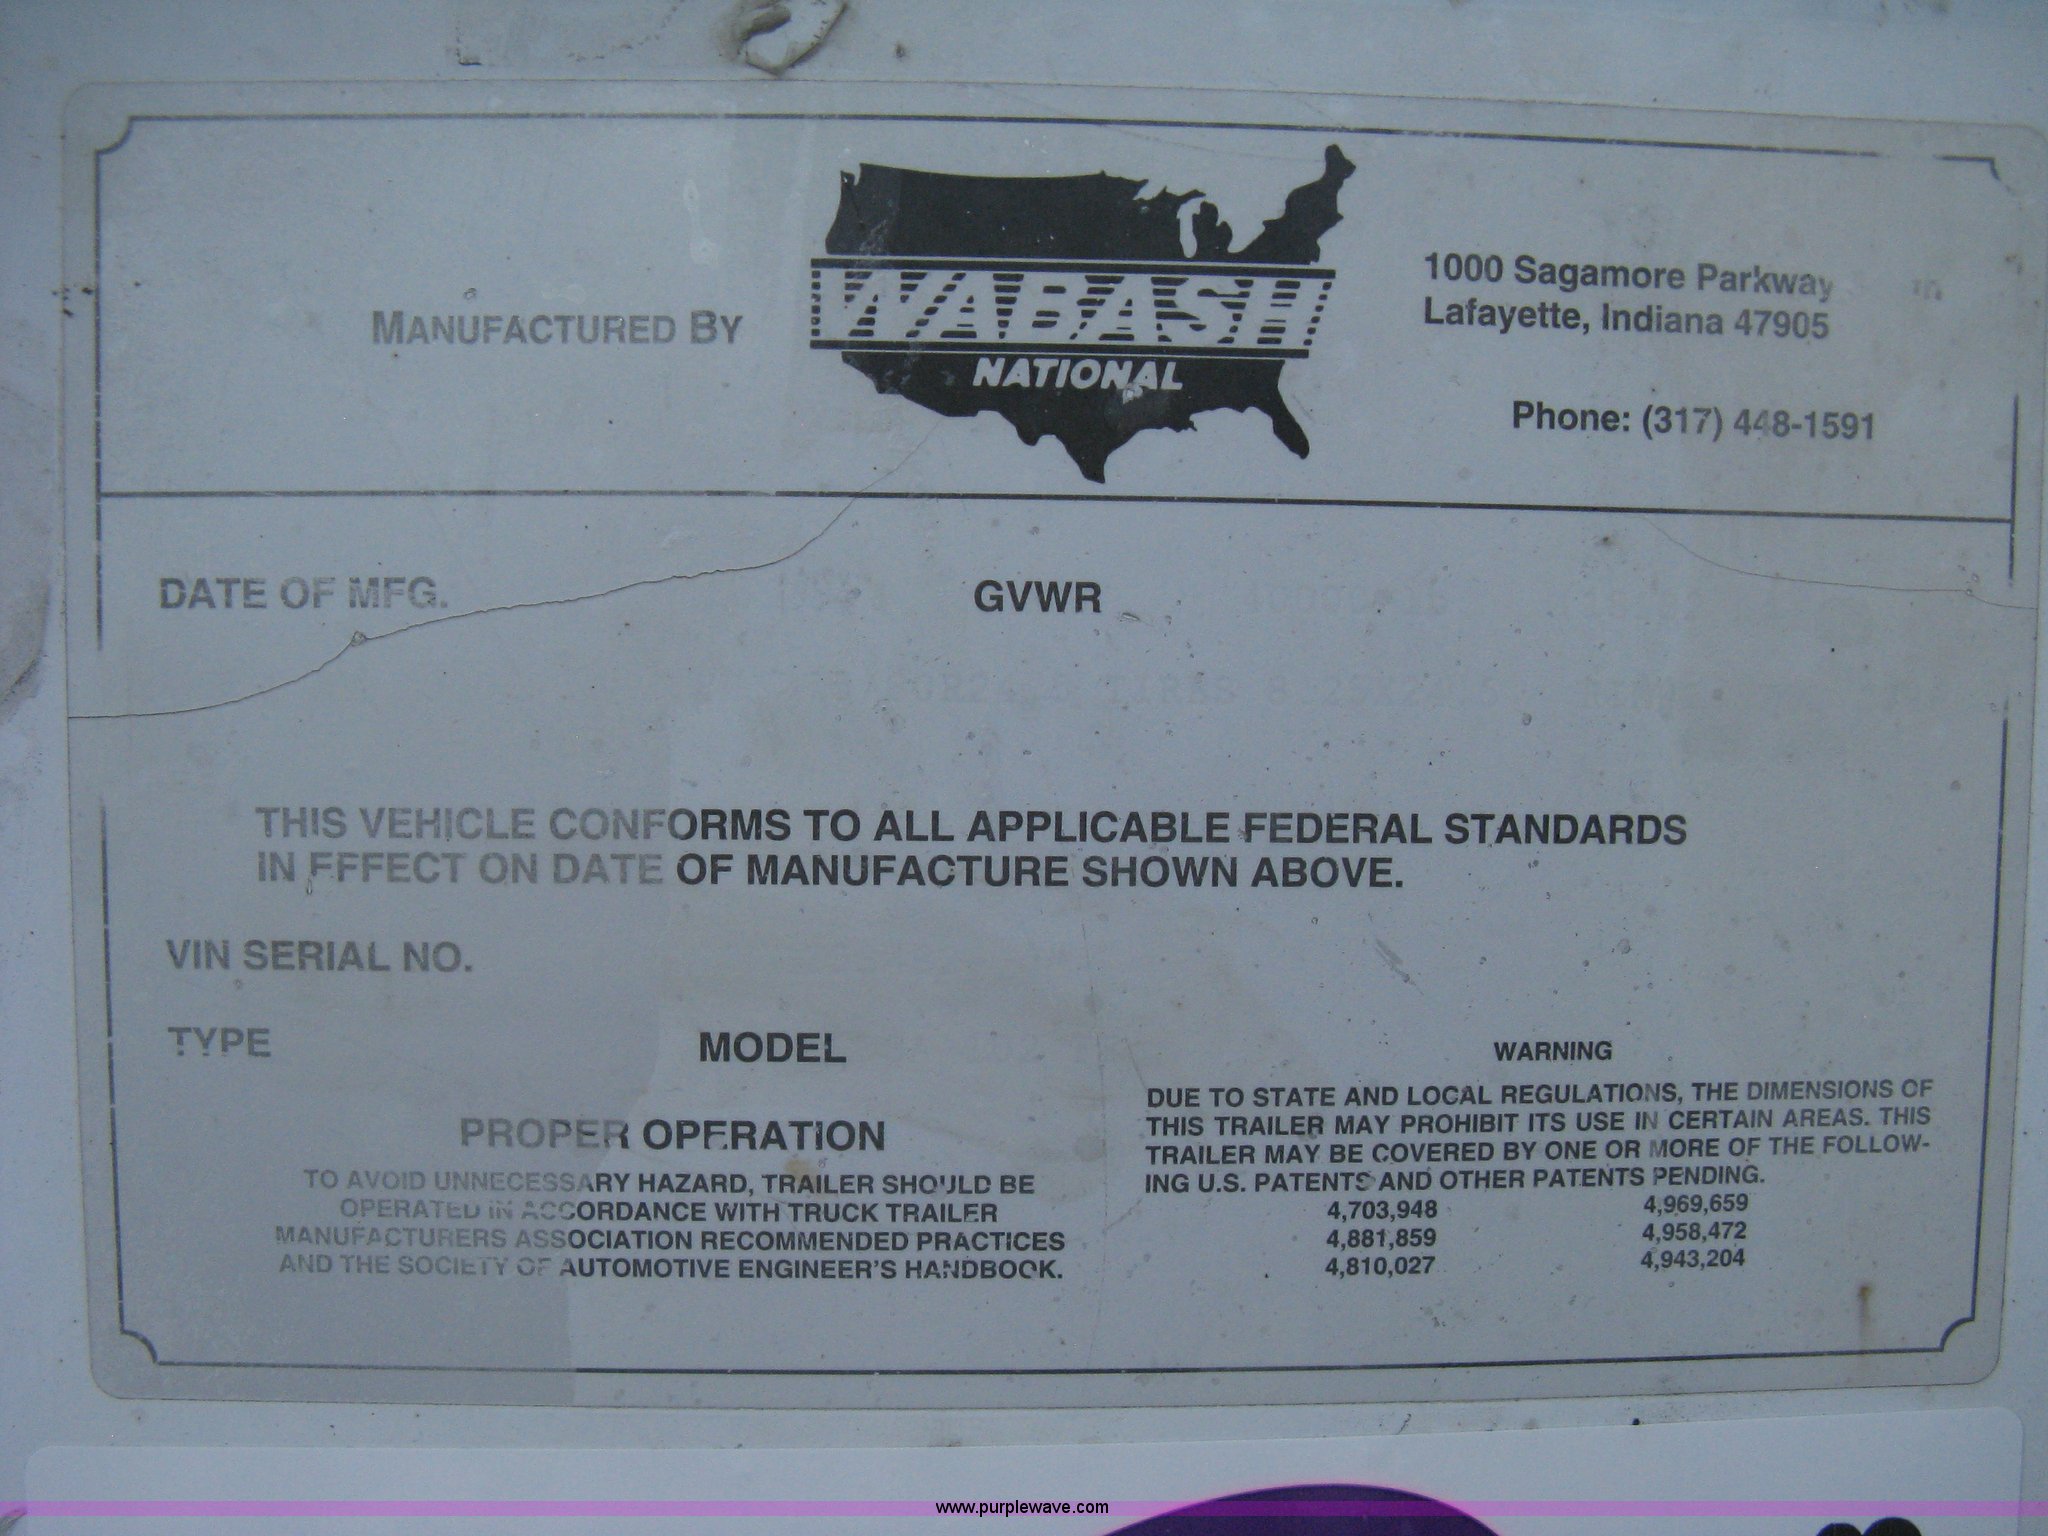 MANUFACTURED BY
WABASH
NATIONAL
1000 Sagamore Parkway
Lafayette, Indiana 47905
Phone: (317) 448-1591
DATE OF MFG. GVWR
THIS VEHICLE CONFORMS TO ALL APPLICABLE FEDERAL STANDARDS
IN EFFECT ON DATE OF MANUFACTURE SHOWN ABOVE.
VIN SERIAL NO.
TYPE MODEL
PROPER OPERATION
TO AVOID UNNECESSARY HAZARD, TRAILER SHOULD BE
OPERATED IN ACCORDANCE WITH TRUCK TRAILER
MANUFACTURERS ASSOCIATION RECOMMENDED PRACTICES
AND THE SOCIETY OF AUTOMOTIVE ENGINEER'S HANDBOOK.
WARNING
DUE TO STATE AND LOCAL REGULATIONS, THE DIMENSIONS OF
THIS TRAILER MAY PROHIBIT ITS USE IN CERTAIN AREAS. THIS
TRAILER MAY BE COVERED BY ONE OR MORE OF THE FOLLOW-
ING U.S. PATENTS AND OTHER PATENTS PENDING.
4,703,948 4,969,659
4,881,859 4,958,472
4,810,027 4,943,204
www.purplewave.com